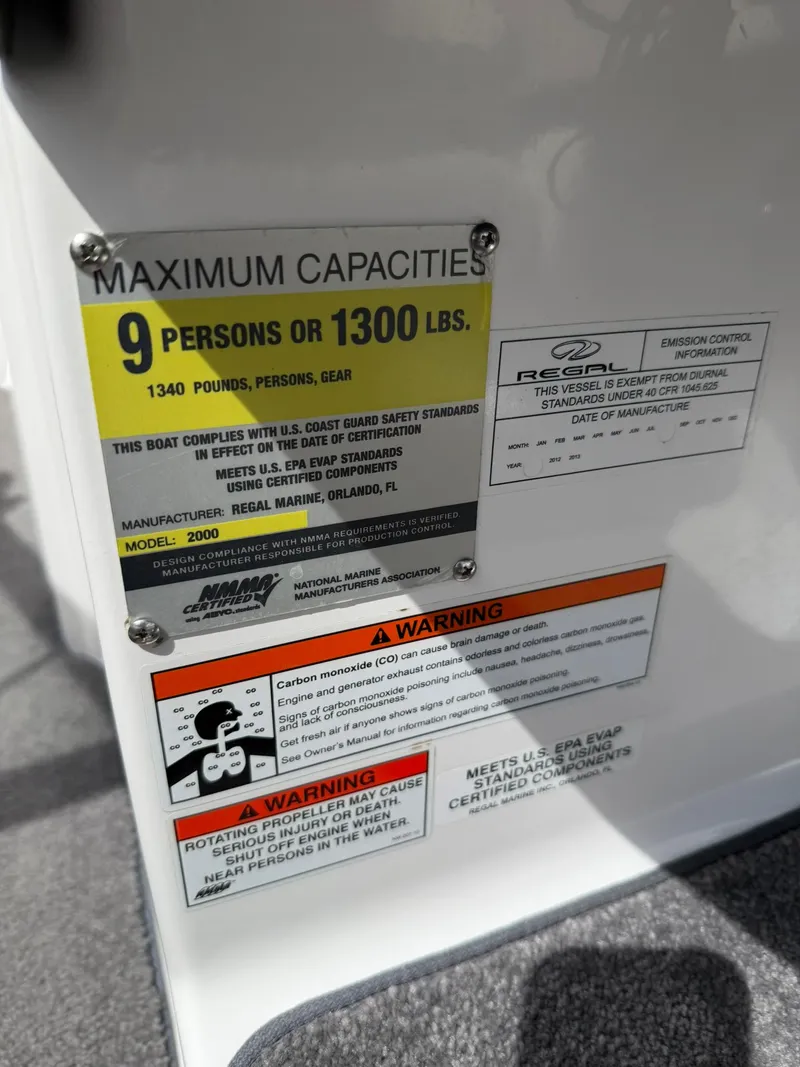 MAXIMUM CAPACITIES
9 PERSONS OR 1300 LBS.
1340 POUNDS, PERSONS, GEAR
THIS BOAT COMPLIES WITH U.S. COAST GUARD SAFETY STANDARDS
IN EFFECT ON THE DATE OF CERTIFICATION
MEETS U.S. EPA EVAP STANDARDS
USING CERTIFIED COMPONENTS
MANUFACTURER: REGAL MARINE, ORLANDO, FL
MODEL: 2000
DESIGN COMPLIANCE WITH NMMA REQUIREMENTS IS VERIFIED.
MANUFACTURER RESPONSIBLE FOR PRODUCTION CONTROL.
NMMA
CERTIFIED
using ABYC standards
NATIONAL MARINE
MANUFACTURERS ASSOCIATION
REGAL
EMISSION CONTROL
INFORMATION
THIS VESSEL IS EXEMPT FROM DIURNAL
STANDARDS UNDER 40 CFR 1045.625
DATE OF MANUFACTURE
MONTH: JAN FEB MAR APR MAY JUN JUL SEP OCT NOV DEC
YEAR: 2012 2013
WARNING
Carbon monoxide (CO) can cause brain damage or death.
Engine and generator exhaust contains odorless and colorless carbon monoxide gas.
Signs of carbon monoxide poisoning include nausea, headache, dizziness, drowsiness,
and lack of consciousness.
Get fresh air if anyone shows signs of carbon monoxide poisoning.
See Owner's Manual for information regarding carbon monoxide poisoning.
WARNING
ROTATING PROPELLER MAY CAUSE
SERIOUS INJURY OR DEATH.
SHUT OFF ENGINE WHEN
NEAR PERSONS IN THE WATER.
NMMA
MEETS U.S. EPA EVAP
STANDARDS USING
CERTIFIED COMPONENTS
REGAL MARINE INC., ORLANDO, FL